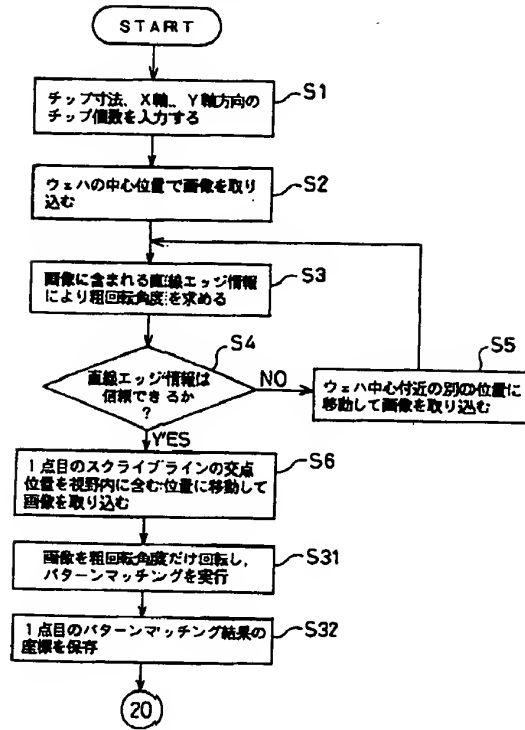 START
チップ寸法、X軸、Y軸方向の
チップ個数を入力する
S1
ウェハの中心位置で画像を取り
込む
S2
画像に含まれる直線エッジ情報
により粗回転角度を求める
S3
直線エッジ情報は
信頼できるか
?
S4
NO
ウェハ中心付近の別の位置に
移動して画像を取り込む
S5
YES
1点目のスクライブラインの交点
位置を視野内に含む位置に移動して
画像を取り込む
S6
画像を粗回転角度だけ回転し、
パターンマッチングを実行
S31
1点目のパターンマッチング結果の
座標を保存
S32
20